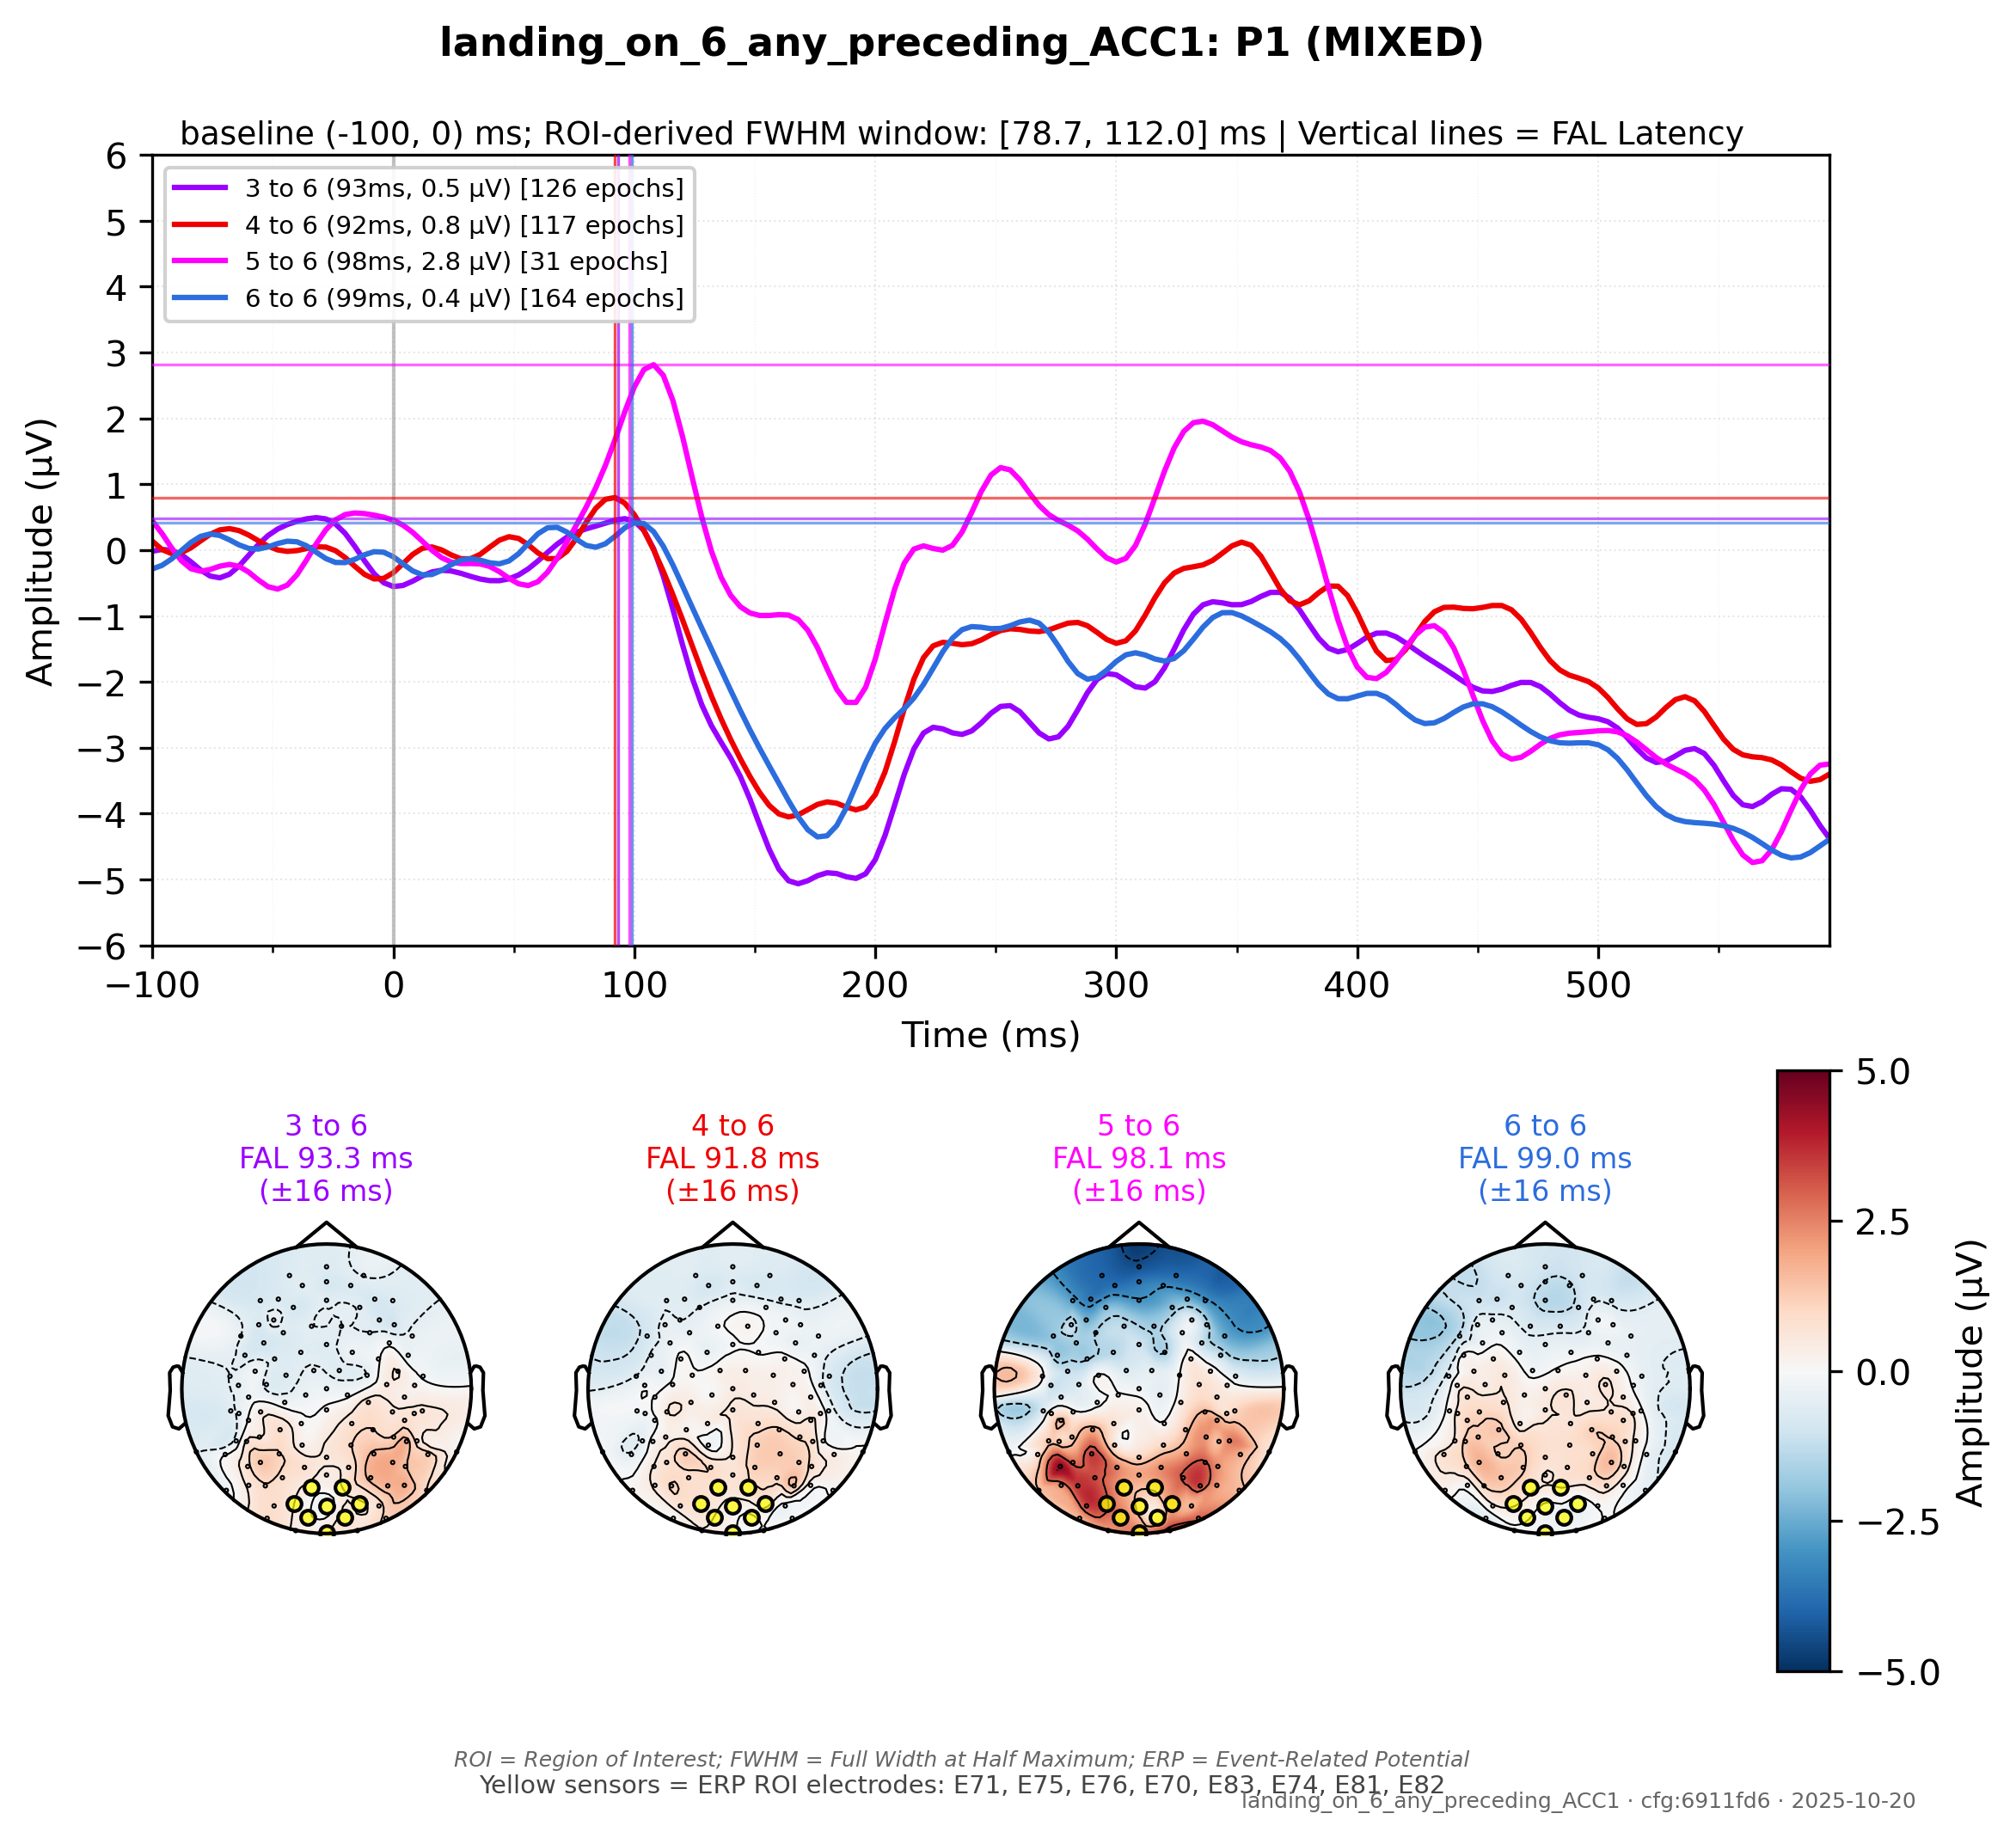 landing_on_6_any_preceding_ACC1: P1 (MIXED)
baseline (-100, 0) ms; ROI-derived FWHM window: [78.7, 112.0] ms | Vertical lines = FAL Latency
3 to 6 (93ms, 0.5 µV) [126 epochs]
4 to 6 (92ms, 0.8 µV) [117 epochs]
5 to 6 (98ms, 2.8 µV) [31 epochs]
6 to 6 (99ms, 0.4 µV) [164 epochs]
Amplitude (µV)
6
5
4
3
2
1
0
−1
−2
−3
−4
−5
−6
−100
0
100
200
300
400
500
Time (ms)
3 to 6
FAL 93.3 ms
(±16 ms)
4 to 6
FAL 91.8 ms
(±16 ms)
5 to 6
FAL 98.1 ms
(±16 ms)
6 to 6
FAL 99.0 ms
(±16 ms)
5.0
2.5
0.0
−2.5
−5.0
Amplitude (µV)
ROI = Region of Interest; FWHM = Full Width at Half Maximum; ERP = Event-Related Potential
Yellow sensors = ERP ROI electrodes: E71, E75, E76, E70, E83, E74, E81, E82
landing_on_6_any_preceding_ACC1 · cfg:6911fd6 · 2025-10-20